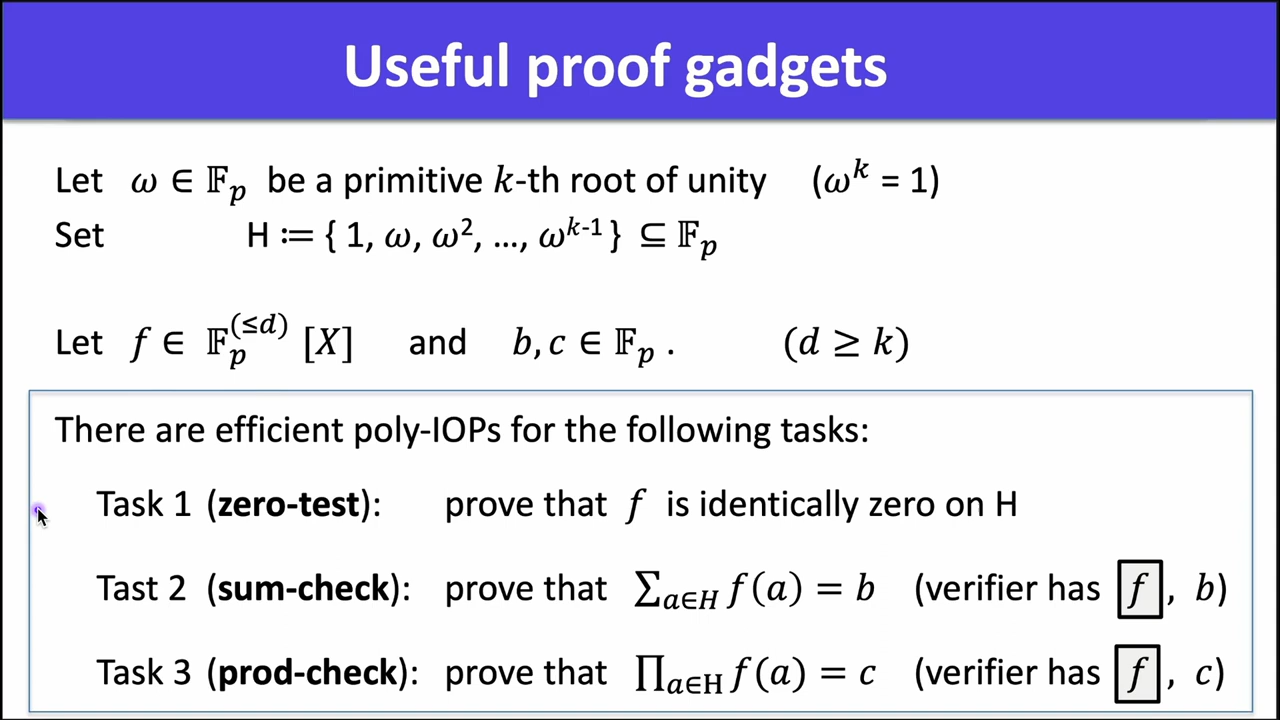 Useful proof gadgets
Let ω ∈ 𝔽ₚ be a primitive k-th root of unity (ωᵏ = 1)
Set H ≔ { 1, ω, ω², …, ωᵏ⁻¹ } ⊆ 𝔽ₚ
Let f ∈ 𝔽ₚ^(≤d) [X] and b, c ∈ 𝔽ₚ . (d ≥ k)
There are efficient poly-IOPs for the following tasks:
Task 1 (zero-test): prove that f is identically zero on H
Tast 2 (sum-check): prove that ∑_{a∈H} f(a) = b (verifier has f , b)
Task 3 (prod-check): prove that ∏_{a∈H} f(a) = c (verifier has f , c)